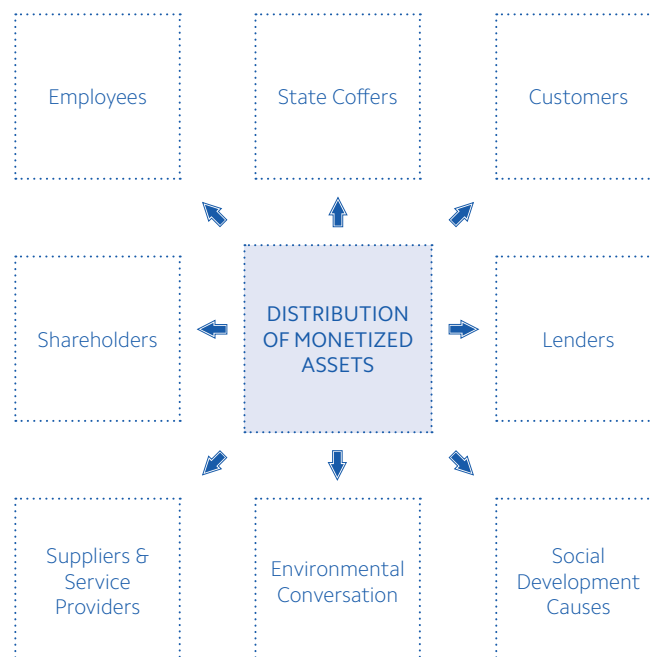 Employees
State Coffers
Customers
Shareholders
DISTRIBUTION
OF MONETIZED
ASSETS
Lenders
Suppliers &
Service
Providers
Environmental
Conversation
Social
Development
Causes